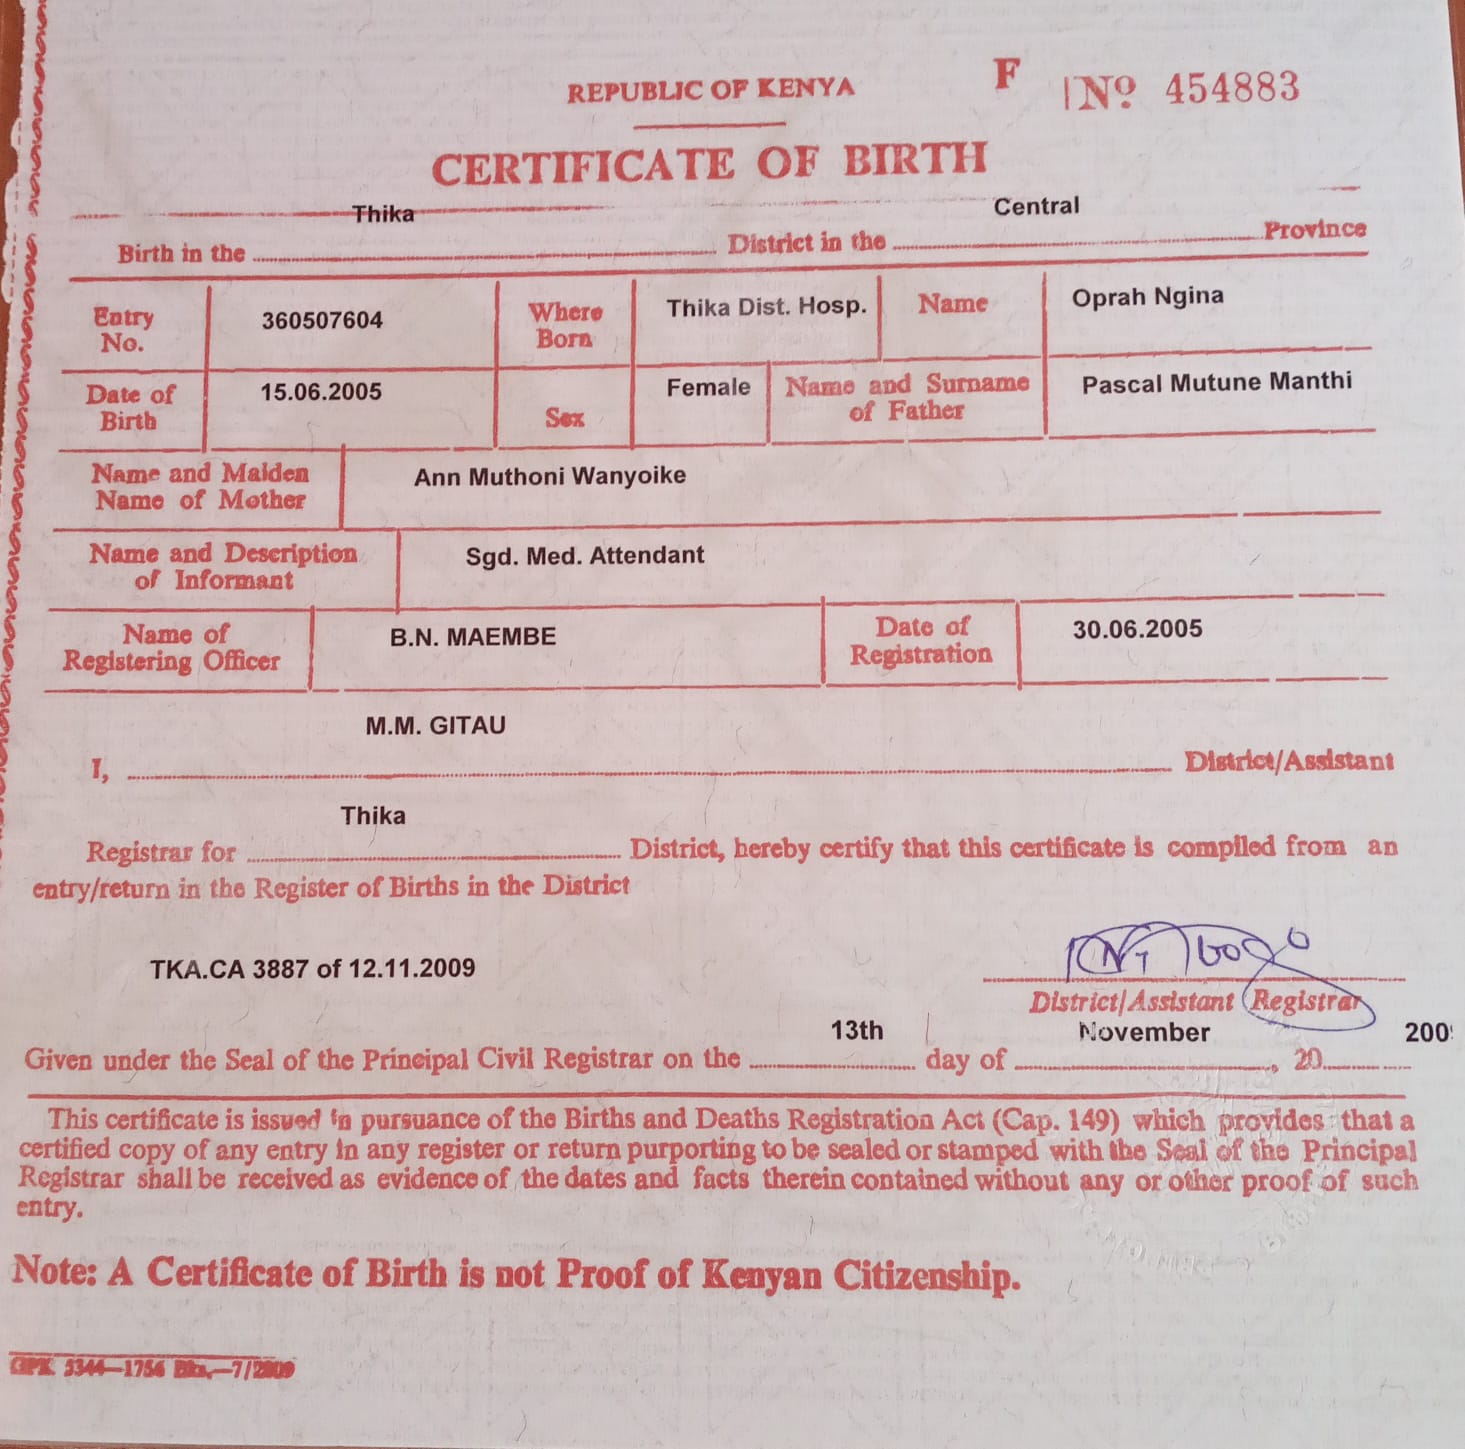 REPUBLIC OF KENYA
F No. 454883
CERTIFICATE OF BIRTH
Thika Central
Birth in the District in the Province
Entry No. 360507604 Where Born Thika Dist. Hosp. Name Oprah Ngina
Date of Birth 15.06.2005 Sex Female Name and Surname of Father Pascal Mutune Manthi
Name and Maiden Name of Mother Ann Muthoni Wanyoike
Name and Description of Informant Sgd. Med. Attendant
Name of Registering Officer B.N. MAEMBE Date of Registration 30.06.2005
M.M. GITAU
I, District/Assistant
Thika
Registrar for District, hereby certify that this certificate is compiled from an
entry/return in the Register of Births in the District
TKA.CA 3887 of 12.11.2009
District/Assistant Registrar
13th November 200
Given under the Seal of the Principal Civil Registrar on the day of , 20
This certificate is issued in pursuance of the Births and Deaths Registration Act (Cap. 149) which provides that a
certified copy of any entry in any register or return purporting to be sealed or stamped with the Seal of the Principal
Registrar shall be received as evidence of the dates and facts therein contained without any or other proof of such
entry.
Note: A Certificate of Birth is not Proof of Kenyan Citizenship.
GPK 5344—1756 Bks.—7/2009